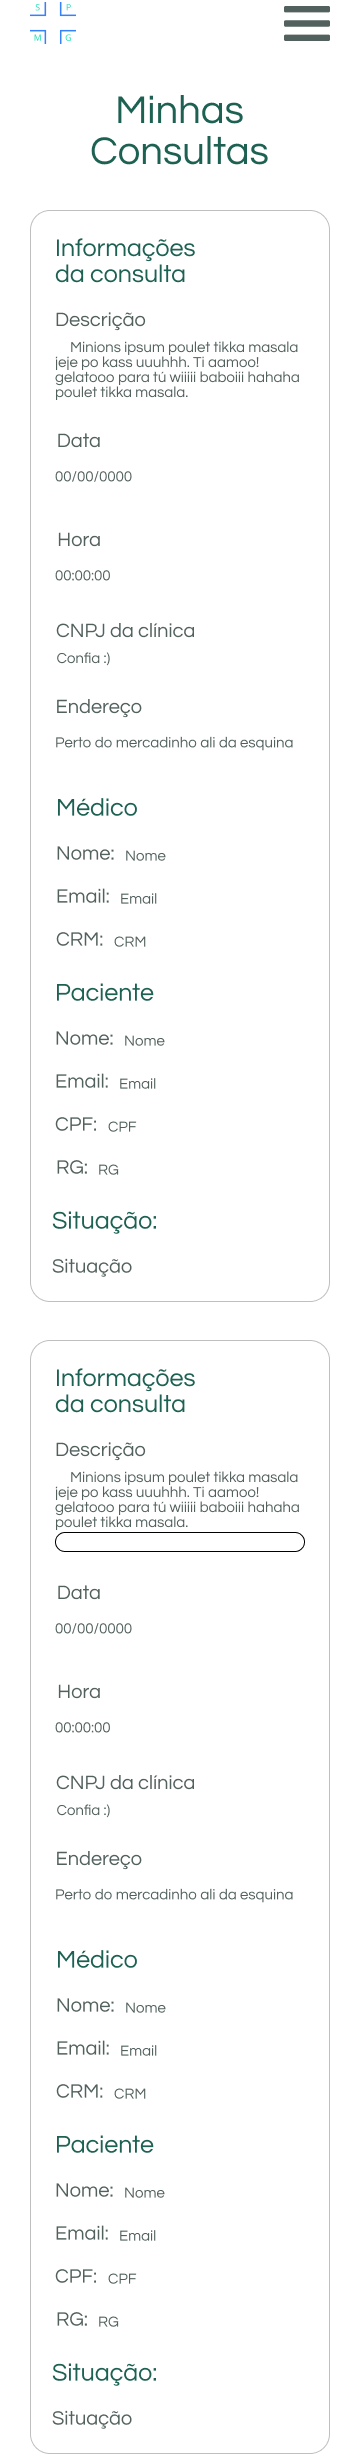 S P
M G
Minhas
Consultas
Informações
da consulta
Descrição
Minions ipsum poulet tikka masala
jeje po kass uuuhhh. Ti aamoo!
gelatooo para tú wiiiii baboiii hahaha
poulet tikka masala.
Data
00/00/0000
Hora
00:00:00
CNPJ da clínica
Confia :)
Endereço
Perto do mercadinho ali da esquina
Médico
Nome: Nome
Email: Email
CRM: CRM
Paciente
Nome: Nome
Email: Email
CPF: CPF
RG: RG
Situação:
Situação
Informações
da consulta
Descrição
Minions ipsum poulet tikka masala
jeje po kass uuuhhh. Ti aamoo!
gelatooo para tú wiiiii baboiii hahaha
poulet tikka masala.
Data
00/00/0000
Hora
00:00:00
CNPJ da clínica
Confia :)
Endereço
Perto do mercadinho ali da esquina
Médico
Nome: Nome
Email: Email
CRM: CRM
Paciente
Nome: Nome
Email: Email
CPF: CPF
RG: RG
Situação:
Situação